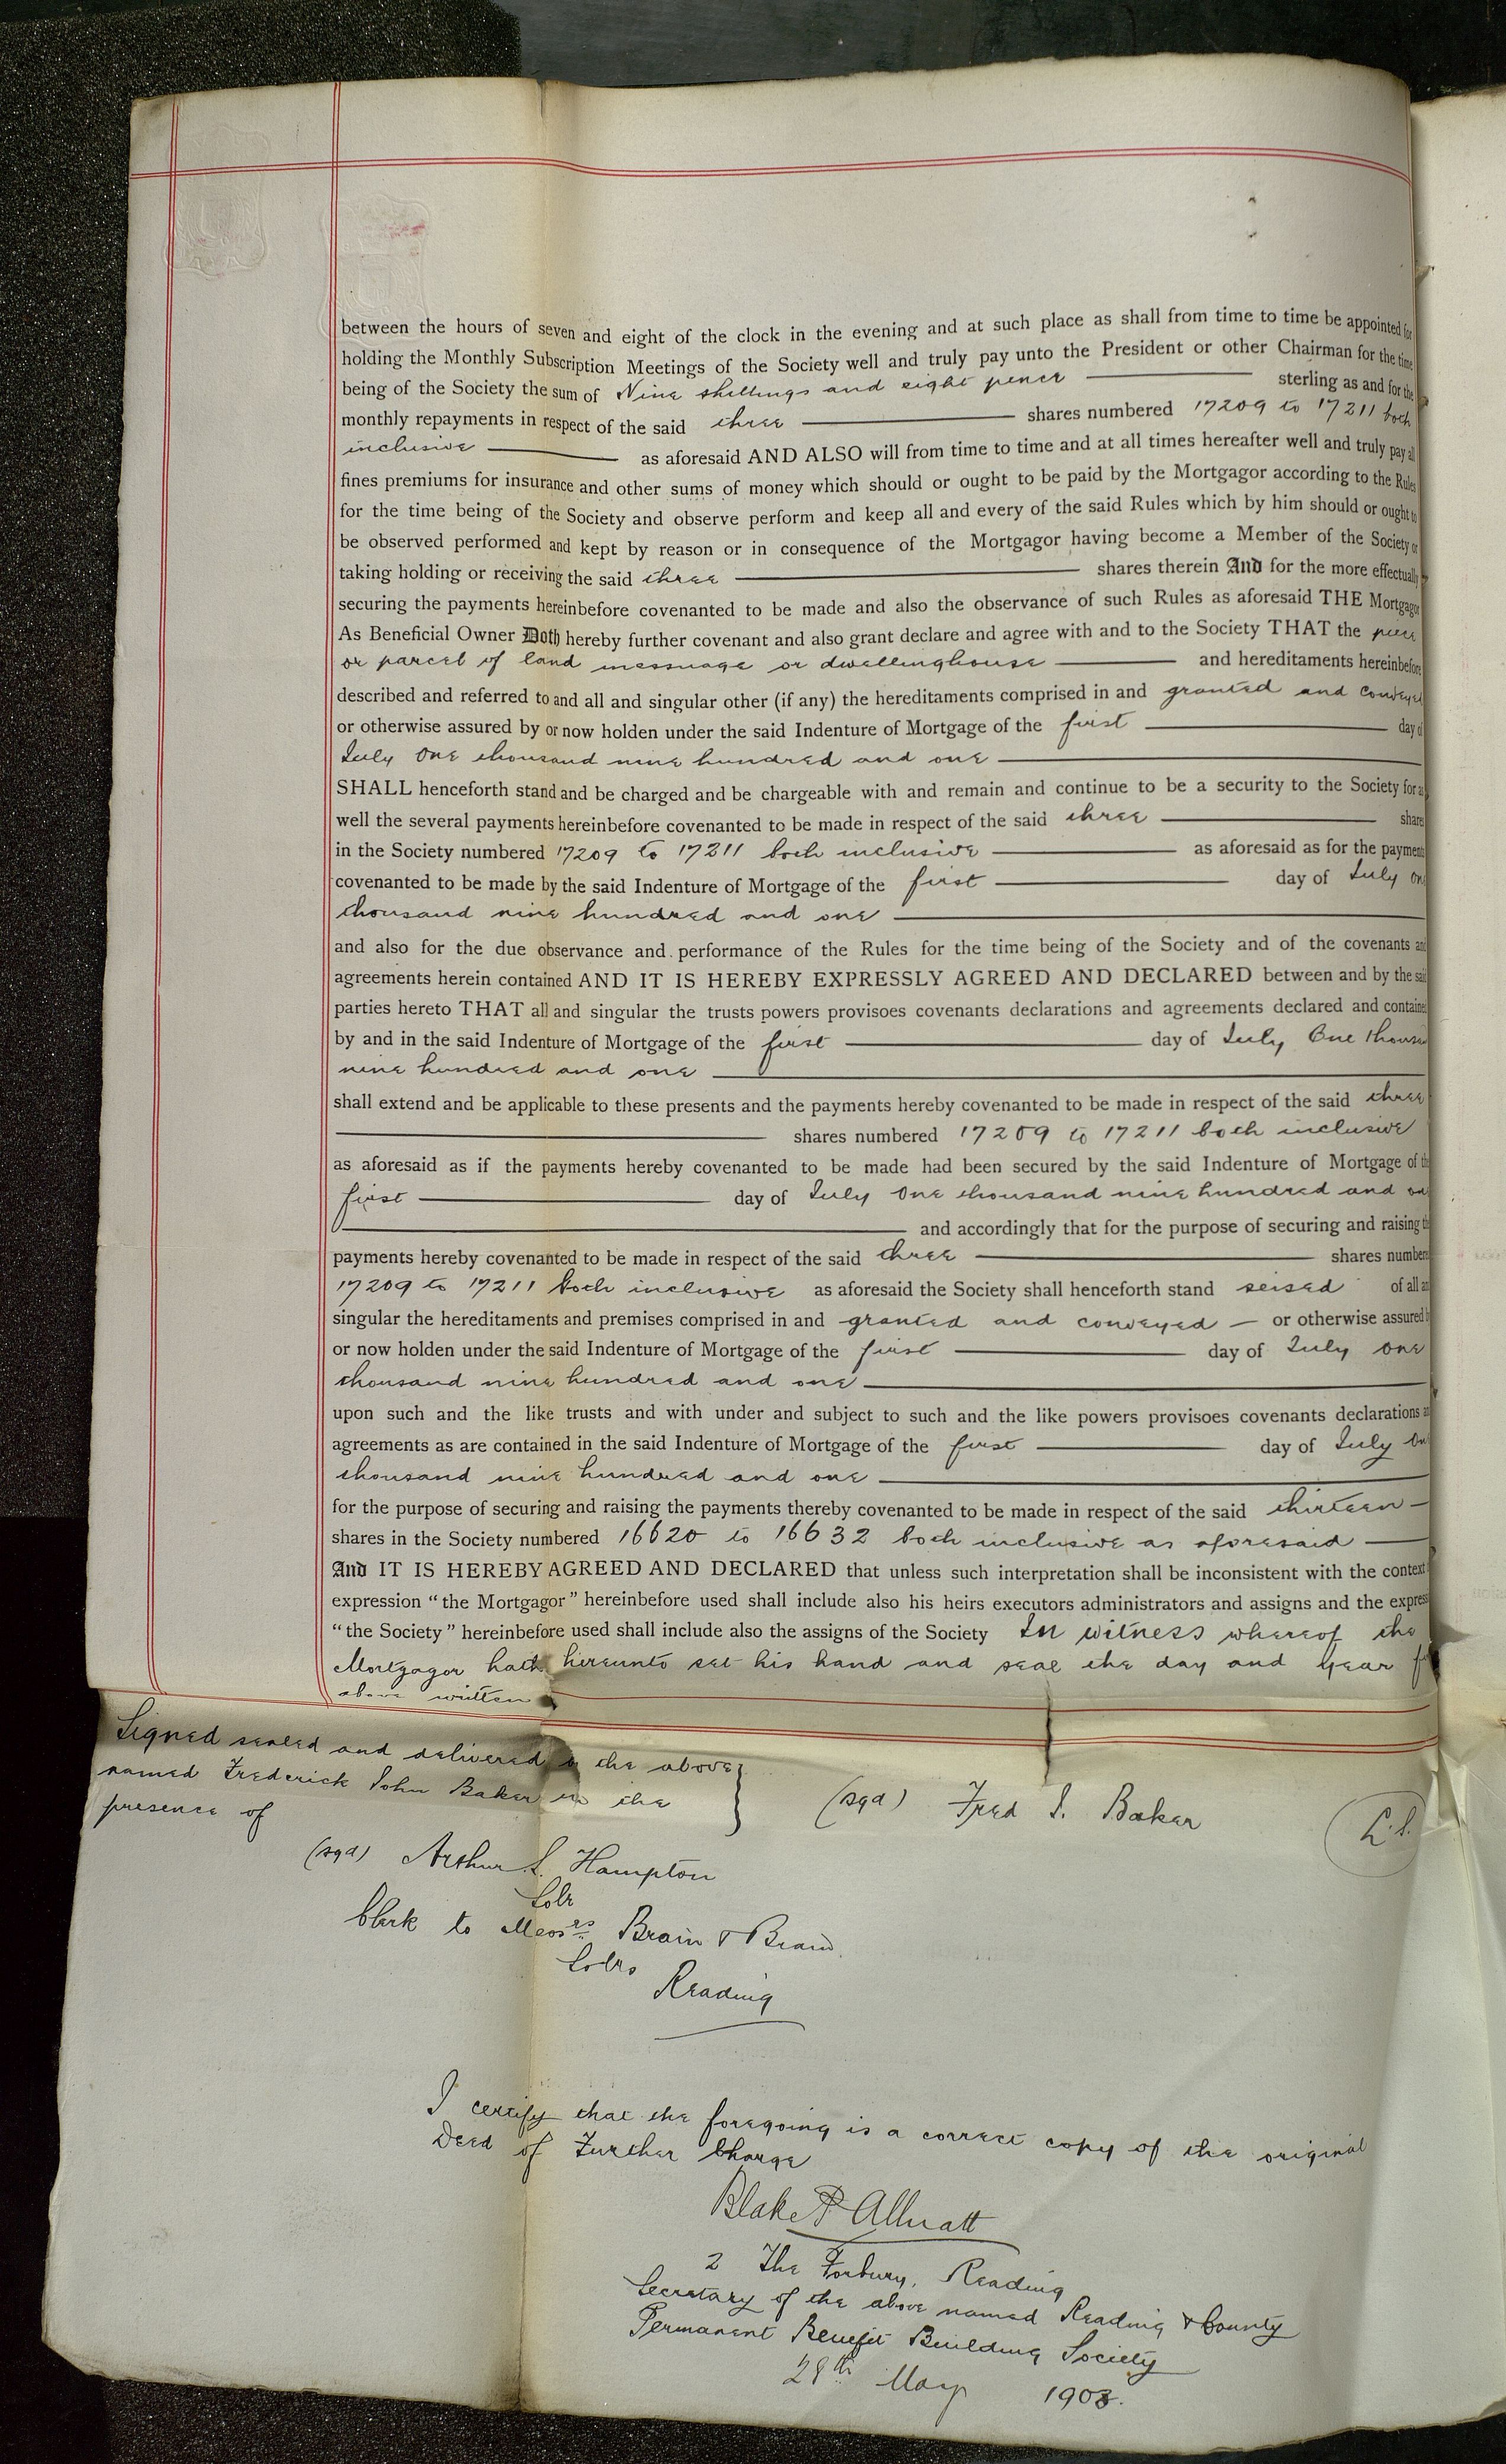 between the hours of seven and eight of the clock in the evening and at such place as shall from time to time be appointed for
holding the Monthly Subscription Meetings of the Society well and truly pay unto the President or other Chairman for the time
being of the Society the sum of Nine shillings and eight pence sterling as and for the
monthly repayments in respect of the said three shares numbered 17209 to 17211 both
inclusive as aforesaid AND ALSO will from time to time and at all times hereafter well and truly pay all
fines premiums for insurance and other sums of money which should or ought to be paid by the Mortgagor according to the Rules
for the time being of the Society and observe perform and keep all and every of the said Rules which by him should or ought to
be observed performed and kept by reason or in consequence of the Mortgagor having become a Member of the Society or
taking holding or receiving the said three shares therein And for the more effectually
securing the payments hereinbefore covenanted to be made and also the observance of such Rules as aforesaid THE Mortgagor
As Beneficial Owner Doth hereby further covenant and also grant declare and agree with and to the Society THAT the piece
or parcel of land messuage or dwellinghouse and hereditaments hereinbefore
described and referred to and all and singular other (if any) the hereditaments comprised in and granted and conveyed
or otherwise assured by or now holden under the said Indenture of Mortgage of the first day of
July One thousand nine hundred and one
SHALL henceforth stand and be charged and be chargeable with and remain and continue to be a security to the Society for as
well the several payments hereinbefore covenanted to be made in respect of the said three shares
in the Society numbered 17209 to 17211 both inclusive as aforesaid as for the payments
covenanted to be made by the said Indenture of Mortgage of the first day of July One
thousand nine hundred and one
and also for the due observance and performance of the Rules for the time being of the Society and of the covenants and
agreements herein contained AND IT IS HEREBY EXPRESSLY AGREED AND DECLARED between and by the said
parties hereto THAT all and singular the trusts powers provisoes covenants declarations and agreements declared and contained
by and in the said Indenture of Mortgage of the first day of July One thousand
nine hundred and one
shall extend and be applicable to these presents and the payments hereby covenanted to be made in respect of the said three
shares numbered 17209 to 17211 both inclusive
as aforesaid as if the payments hereby covenanted to be made had been secured by the said Indenture of Mortgage of the
first day of July One thousand nine hundred and one
and accordingly that for the purpose of securing and raising the
payments hereby covenanted to be made in respect of the said three shares numbered
17209 to 17211 both inclusive as aforesaid the Society shall henceforth stand seised of all an
singular the hereditaments and premises comprised in and granted and conveyed or otherwise assured b
or now holden under the said Indenture of Mortgage of the first day of July One
thousand nine hundred and one
upon such and the like trusts and with under and subject to such and the like powers provisoes covenants declarations an
agreements as are contained in the said Indenture of Mortgage of the first day of July One
thousand nine hundred and one
for the purpose of securing and raising the payments thereby covenanted to be made in respect of the said thirteen
shares in the Society numbered 16620 to 16632 both inclusive as aforesaid
And IT IS HEREBY AGREED AND DECLARED that unless such interpretation shall be inconsistent with the context
expression "the Mortgagor" hereinbefore used shall include also his heirs executors administrators and assigns and the express
"the Society" hereinbefore used shall include also the assigns of the Society In witness whereof the
Mortgagor hath hereunto set his hand and seal the day and year
above written
Signed sealed and delivered by the above
named Frederick John Baker in the
presence of
(sgd) Fred J. Baker
L.S.
(sgd) Arthur S. Hampton
Solr
Clerk to Messrs Brain & Brain
Solrs
Reading
I certify that the foregoing is a correct copy of the original
Deed of Further Charge
Blake P Allnatt
2 The Forbury, Reading
Secretary of the above named Reading & County
Permanent Benefit Building Society
28th May 1903.